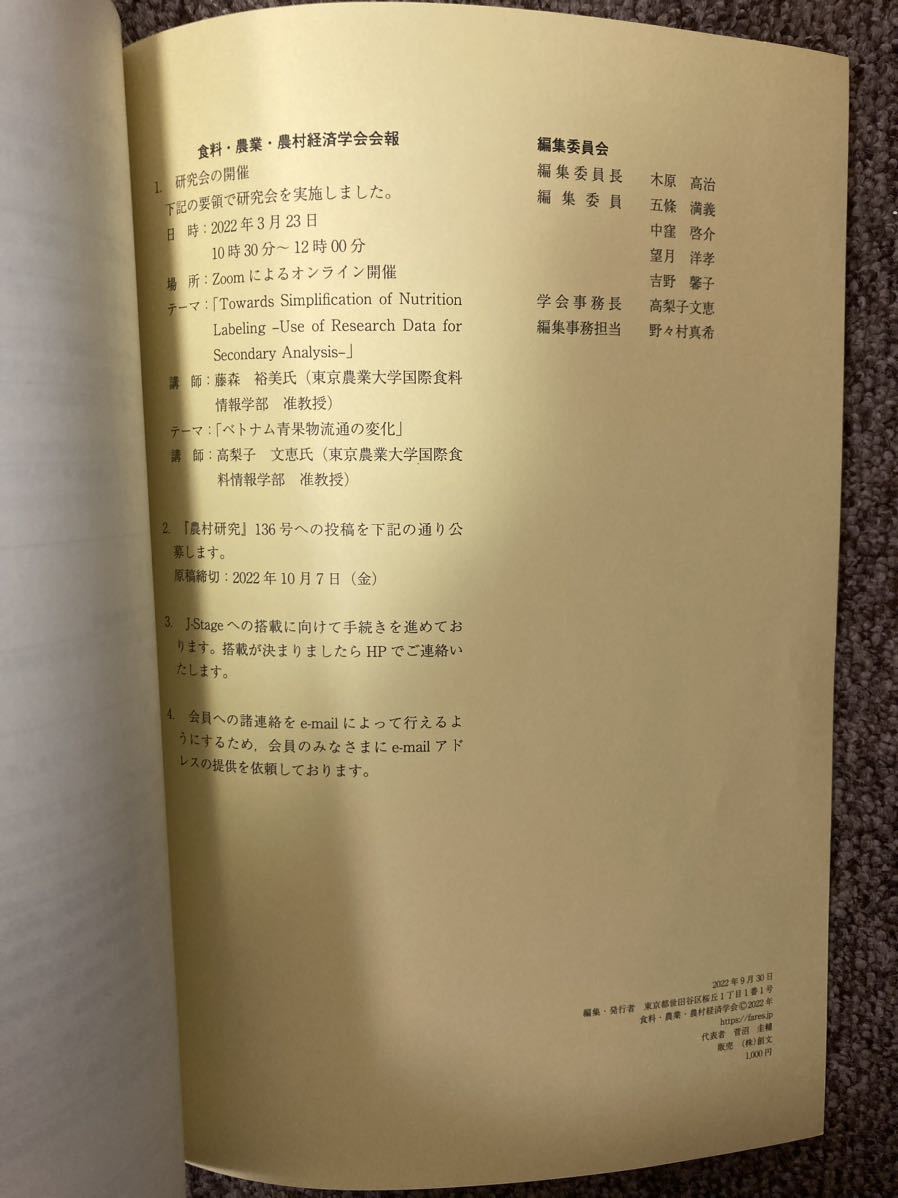 食料・農業・農村経済学会会報
1. 研究会の開催
下記の要領で研究会を実施しました。
日　時：2022年3月23日
10時30分～12時00分
場　所：Zoomによるオンライン開催
テーマ：「Towards Simplification of Nutrition
Labeling –Use of Research Data for
Secondary Analysis–」
講　師：藤森　裕美氏（東京農業大学国際食料
情報学部　准教授）
テーマ：「ベトナム青果物流通の変化」
講　師：高梨子　文恵氏（東京農業大学国際食
料情報学部　准教授）
2. 『農村研究』136号への投稿を下記の通り公
募します。
原稿締切：2022年10月7日（金）
3. J-Stageへの搭載に向けて手続きを進めてお
ります。搭載が決まりましたらHPでご連絡い
たします。
4. 会員への諸連絡をe-mailによって行えるよ
うにするため，会員のみなさまにe-mailアド
レスの提供を依頼しております。
編集委員会
編集委員長　木原　高治
編集委員　五條　満義
中窪　啓介
望月　洋孝
吉野　馨子
学会事務長　高梨子文恵
編集事務担当　野々村真希
2022年9月30日
編集・発行者　東京都世田谷区桜丘1丁目1番1号
食料・農業・農村経済学会©2022年
https://fares.jp
代表者　菅沼　圭輔
販売　（株）創文
1,000円